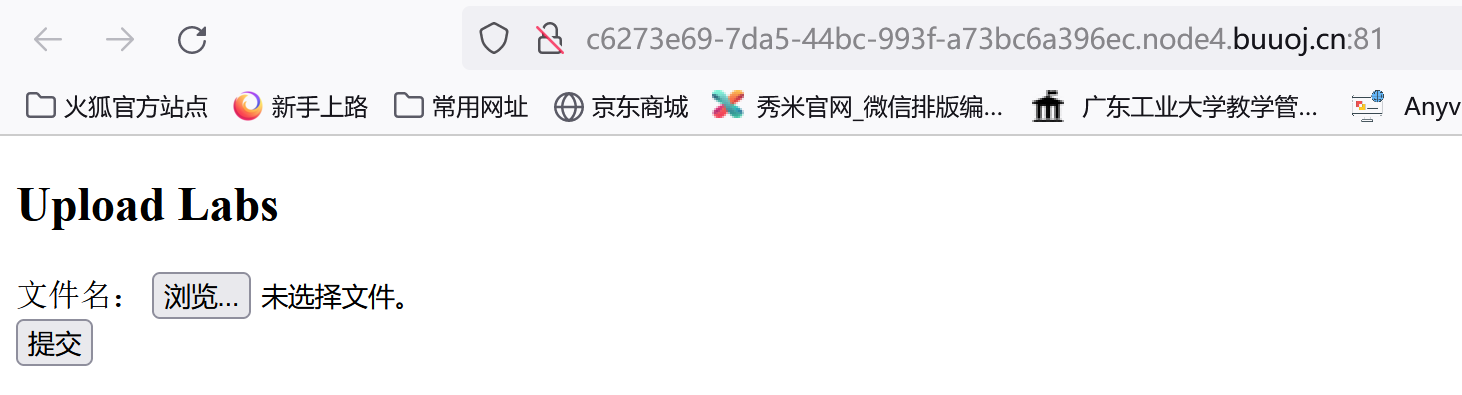 c6273e69-7da5-44bc-993f-a73bc6a396ec.node4.buuoj.cn:81
火狐官方站点 新手上路 常用网址 京东商城 秀米官网_微信排版编... 广东工业大学教学管... Anyv
Upload Labs
文件名： 浏览... 未选择文件。
提交